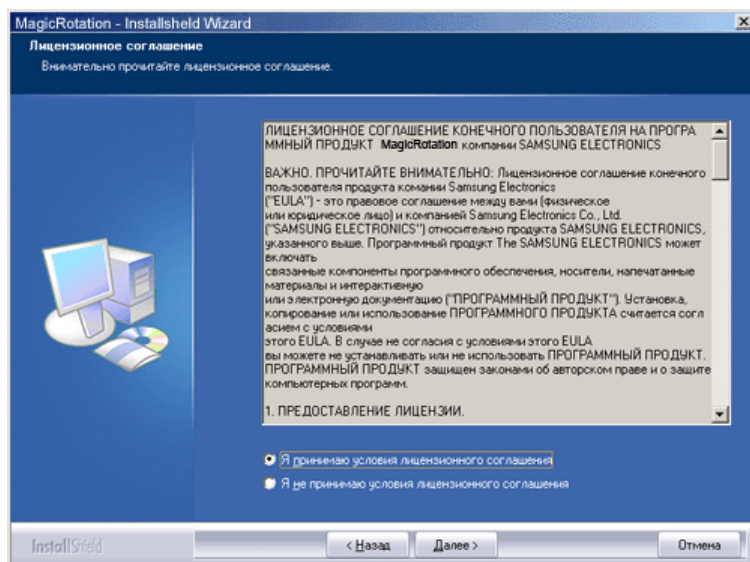 MagicRotation - Installsheld Wizard
Лицензионное соглашение
Внимательно прочитайте лицензионное соглашение.
ЛИЦЕНЗИОННОЕ СОГЛАШЕНИЕ КОНЕЧНОГО ПОЛЬЗОВАТЕЛЯ НА ПРОГРА
ММНЫЙ ПРОДУКТ MagicRotation компании SAMSUNG ELECTRONICS
ВАЖНО. ПРОЧИТАЙТЕ ВНИМАТЕЛЬНО: Лицензионное соглашение конечного
пользователя продукта комании Samsung Electronics
("EULA") - это правовое соглашение между вами (физическое
или юридическое лицо) и компанией Samsung Electronics Co., Ltd.
("SAMSUNG ELECTRONICS") относительно продукта SAMSUNG ELECTRONICS,
указанного выше. Программный продукт The SAMSUNG ELECTRONICS может
включать
связанные компоненты программного обеспечения, носители, напечатанные
материалы и интерактивную
или электронную документацию ("ПРОГРАММНЫЙ ПРОДУКТ"). Установка,
копирование или использование ПРОГРАММНОГО ПРОДУКТА считается согл
асием с условиями
этого EULA. В случае не согласия с условиями этого EULA
вы можете не устанавливать или не использовать ПРОГРАММНЫЙ ПРОДУКТ.
ПРОГРАММНЫЙ ПРОДУКТ защищен законами об авторском праве и о защите
компьютерных программ.
1. ПРЕДОСТАВЛЕНИЕ ЛИЦЕНЗИИ.
Я принимаю условия лицензионного соглашения
Я не принимаю условия лицензионного соглашения
InstallShield
< Назад
Далее >
Отмена